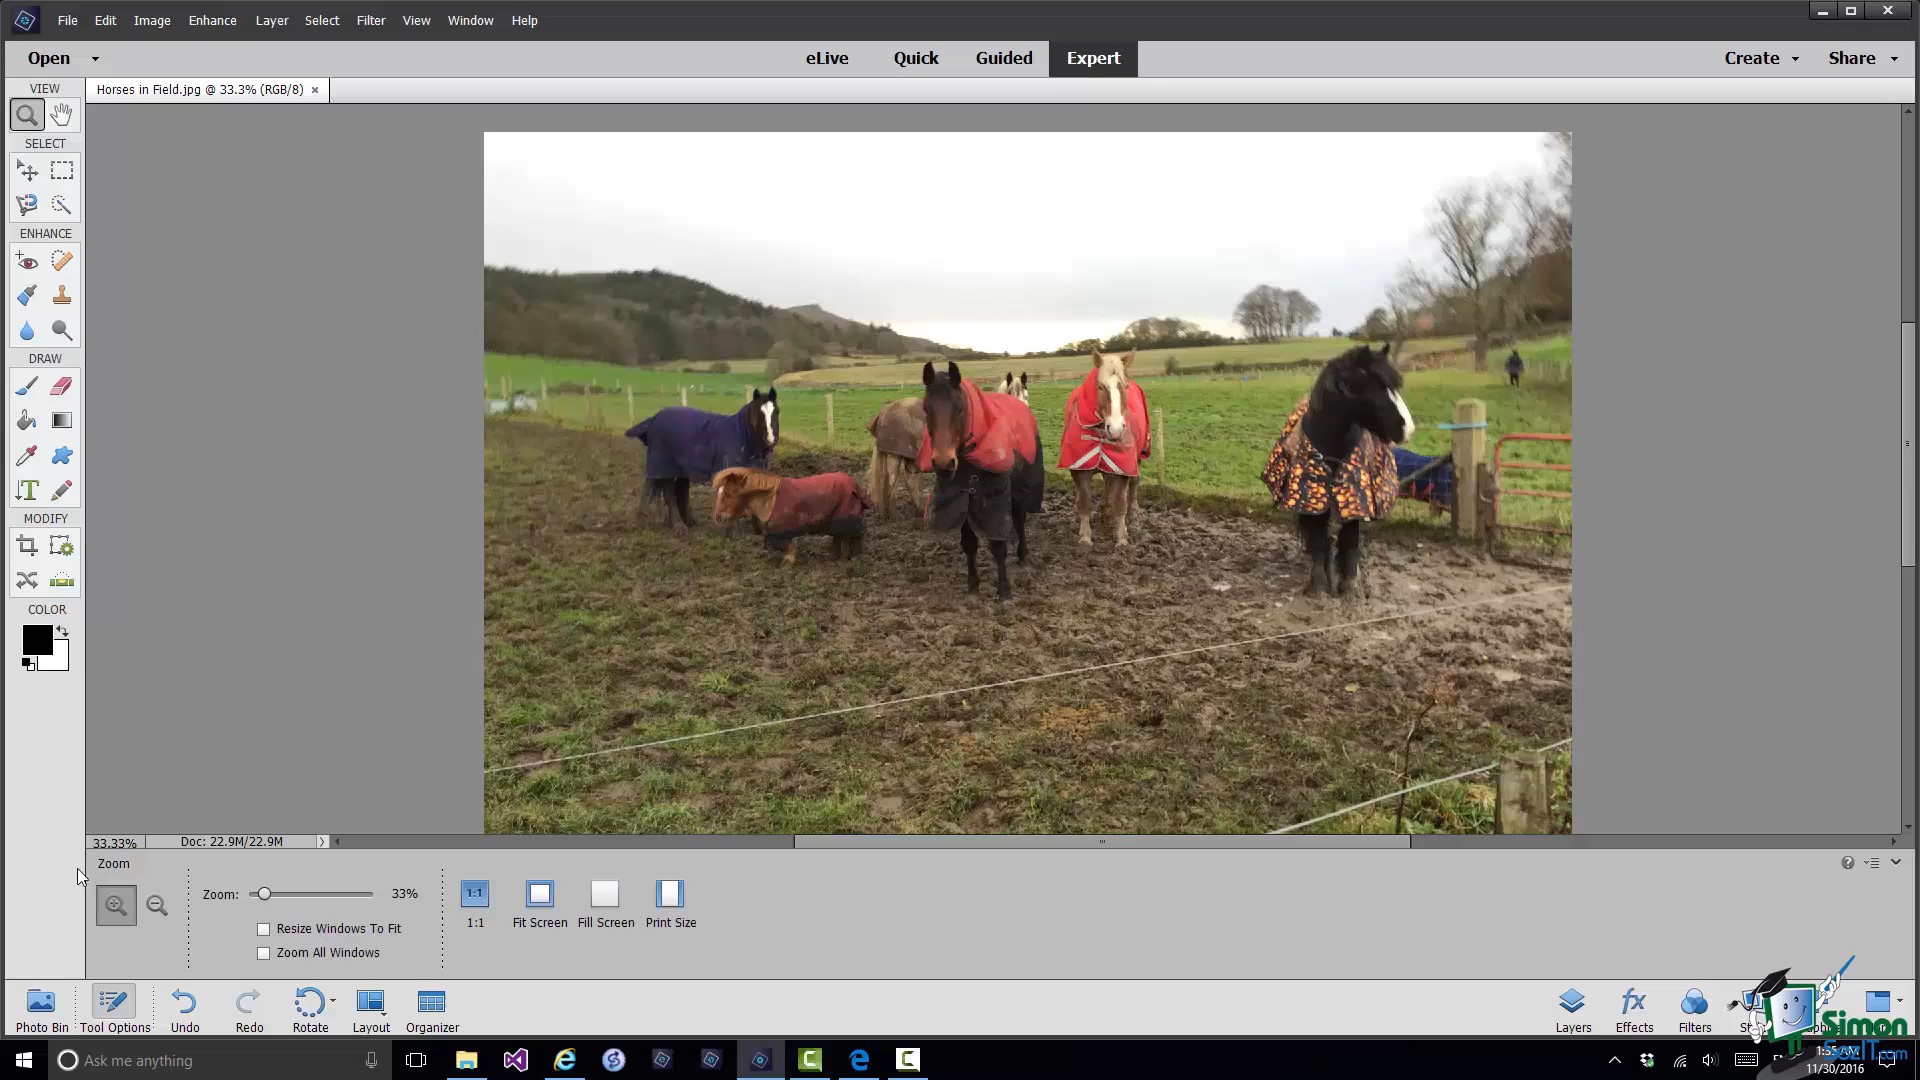 File Edit Image Enhance Layer Select Filter View Window Help
Open eLive Quick Guided Expert Create Share
VIEW
Horses in Field.jpg @ 33.3% (RGB/8) ×
SELECT
ENHANCE
DRAW
T
MODIFY
COLOR
33.33% Doc: 22.9M/22.9M
Zoom
Zoom: 33%
1:1
1:1 Fit Screen Fill Screen Print Size
Resize Windows To Fit
Zoom All Windows
fx
Photo Bin Tool Options Undo Redo Rotate Layout Organizer Layers Effects Filters
Simon
SezIT.com
Ask me anything
11/30/2016